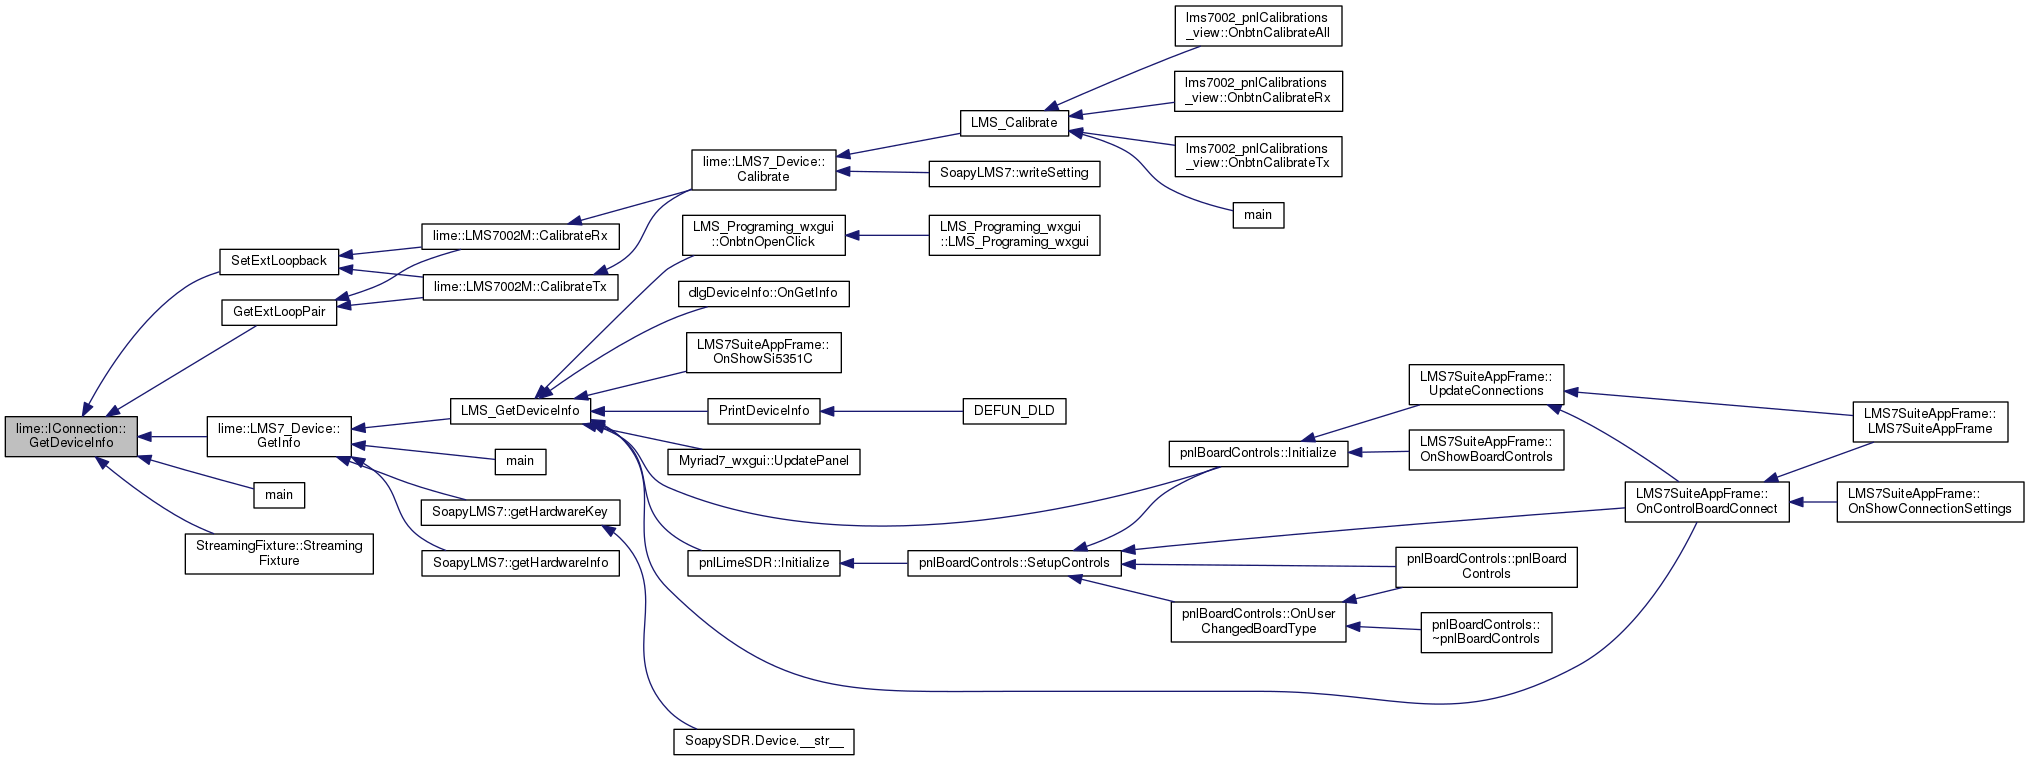 lms7002_pnlCalibrations
_view::OnbtnCalibrateAll
lms7002_pnlCalibrations
_view::OnbtnCalibrateRx
LMS_Calibrate
lms7002_pnlCalibrations
_view::OnbtnCalibrateTx
lime::LMS7_Device::
Calibrate
SoapyLMS7::writeSetting
main
LMS_Programing_wxgui
::OnbtnOpenClick
LMS_Programing_wxgui
::LMS_Programing_wxgui
lime::LMS7002M::CalibrateRx
SetExtLoopback
lime::LMS7002M::CalibrateTx
dlgDeviceInfo::OnGetInfo
GetExtLoopPair
LMS7SuiteAppFrame::
OnShowSi5351C
LMS7SuiteAppFrame::
UpdateConnections
LMS_GetDeviceInfo
PrintDeviceInfo
DEFUN_DLD
LMS7SuiteAppFrame::
LMS7SuiteAppFrame
lime::IConnection::
GetDeviceInfo
lime::LMS7_Device::
GetInfo
main
Myriad7_wxgui::UpdatePanel
pnlBoardControls::Initialize
LMS7SuiteAppFrame::
OnShowBoardControls
main
SoapyLMS7::getHardwareKey
LMS7SuiteAppFrame::
OnControlBoardConnect
LMS7SuiteAppFrame::
OnShowConnectionSettings
StreamingFixture::Streaming
Fixture
SoapyLMS7::getHardwareInfo
pnlLimeSDR::Initialize
pnlBoardControls::SetupControls
pnlBoardControls::pnlBoard
Controls
pnlBoardControls::OnUser
ChangedBoardType
pnlBoardControls::
~pnlBoardControls
SoapySDR.Device.__str__